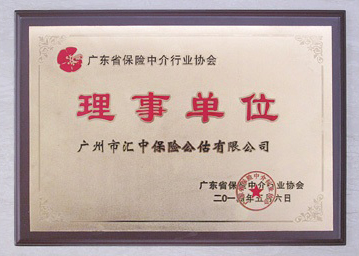 广东省保险中介行业协会
理事单位
广州市汇中保险公估有限公司
广东省保险中介行业协会
二〇一四年五月六日